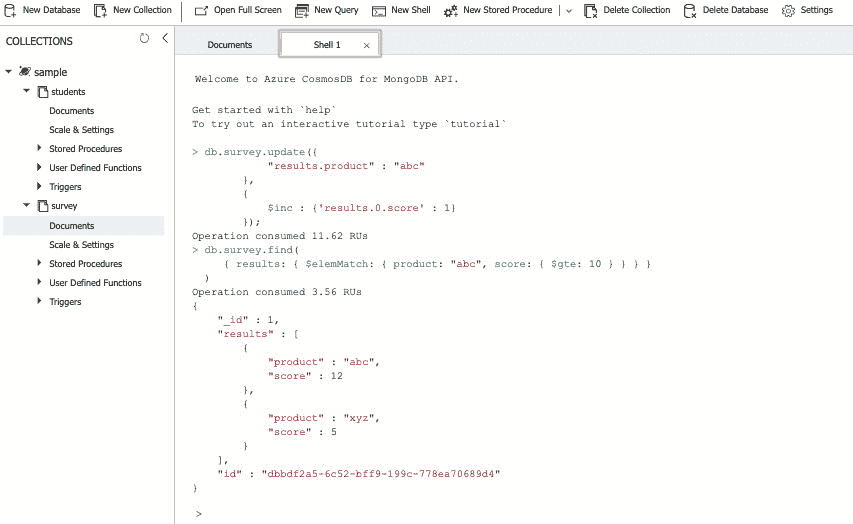 New Database New Collection Open Full Screen New Query New Shell New Stored Procedure Delete Collection Delete Database Settings
COLLECTIONS
sample
students
Documents
Scale & Settings
Stored Procedures
User Defined Functions
Triggers
survey
Documents
Scale & Settings
Stored Procedures
User Defined Functions
Triggers
Documents Shell 1 ×
Welcome to Azure CosmosDB for MongoDB API.
Get started with `help`
To try out an interactive tutorial type `tutorial`
> db.survey.update({
"results.product" : "abc"
},
{
$inc : {'results.0.score' : 1}
});
Operation consumed 11.62 RUs
> db.survey.find(
{ results: { $elemMatch: { product: "abc", score: { $gte: 10 } } } }
)
Operation consumed 3.56 RUs
{
"_id" : 1,
"results" : [
{
"product" : "abc",
"score" : 12
},
{
"product" : "xyz",
"score" : 5
}
],
"id" : "dbbdf2a5-6c52-bff9-199c-778ea70689d4"
}
>